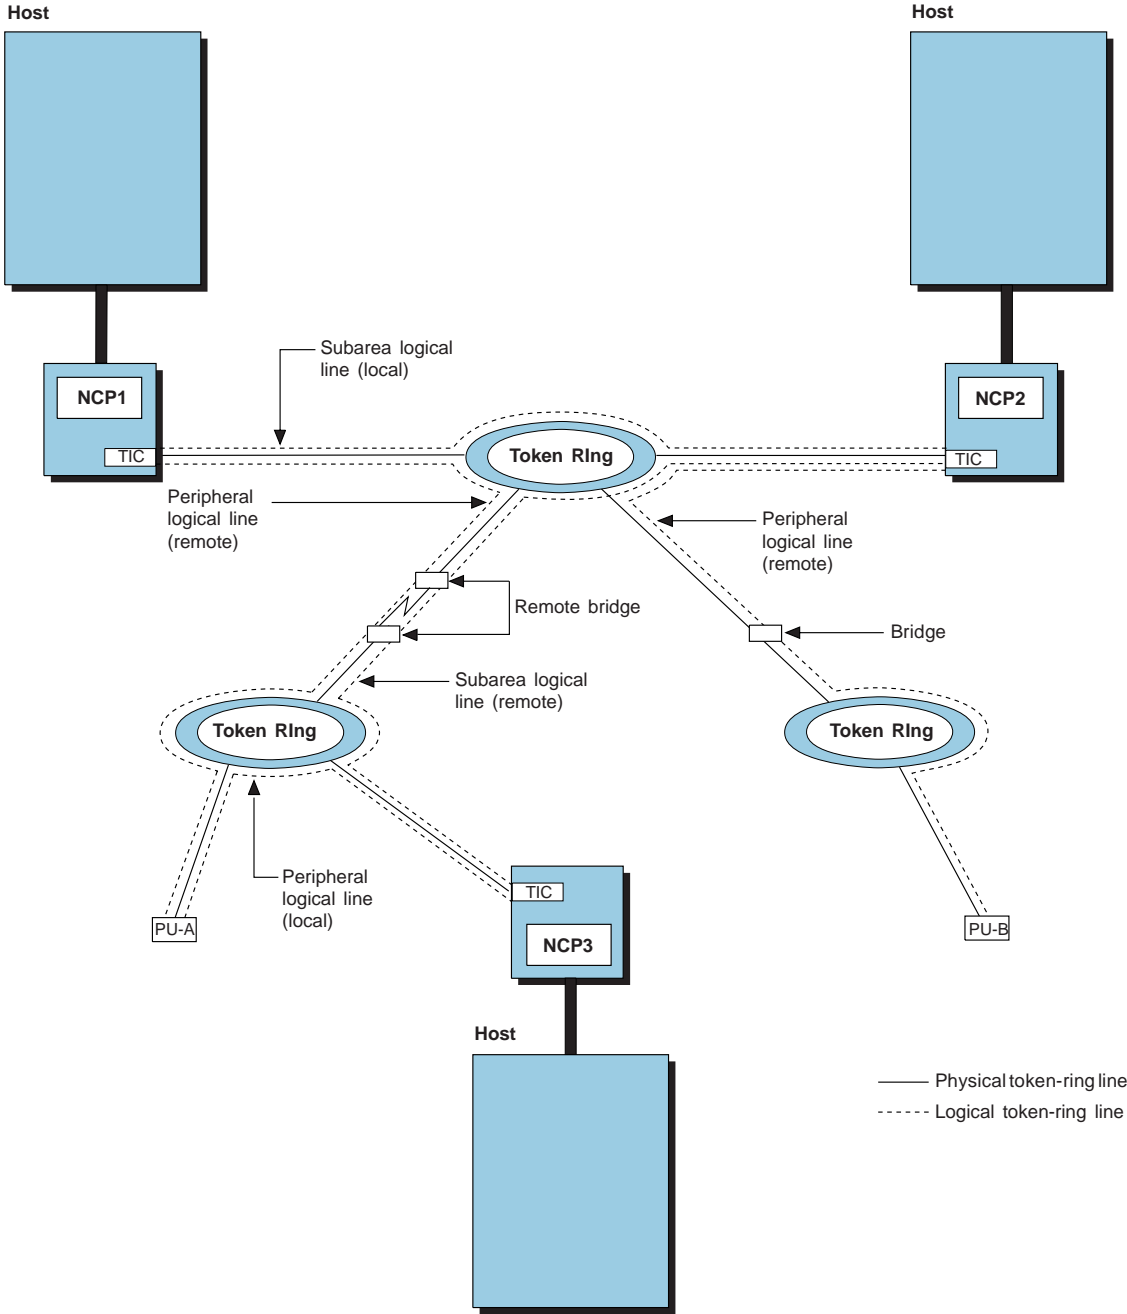 Host
Host
Subarea logical
line (local)
NCP1
NCP2
TIC
Token RIng
TIC
Peripheral
logical line
(remote)
Peripheral
logical line
(remote)
Remote bridge
Bridge
Subarea logical
line (remote)
Token RIng
Token RIng
Peripheral
logical line
(local)
TIC
PU-A
PU-B
NCP3
Host
Physical token-ring line
Logical token-ring line